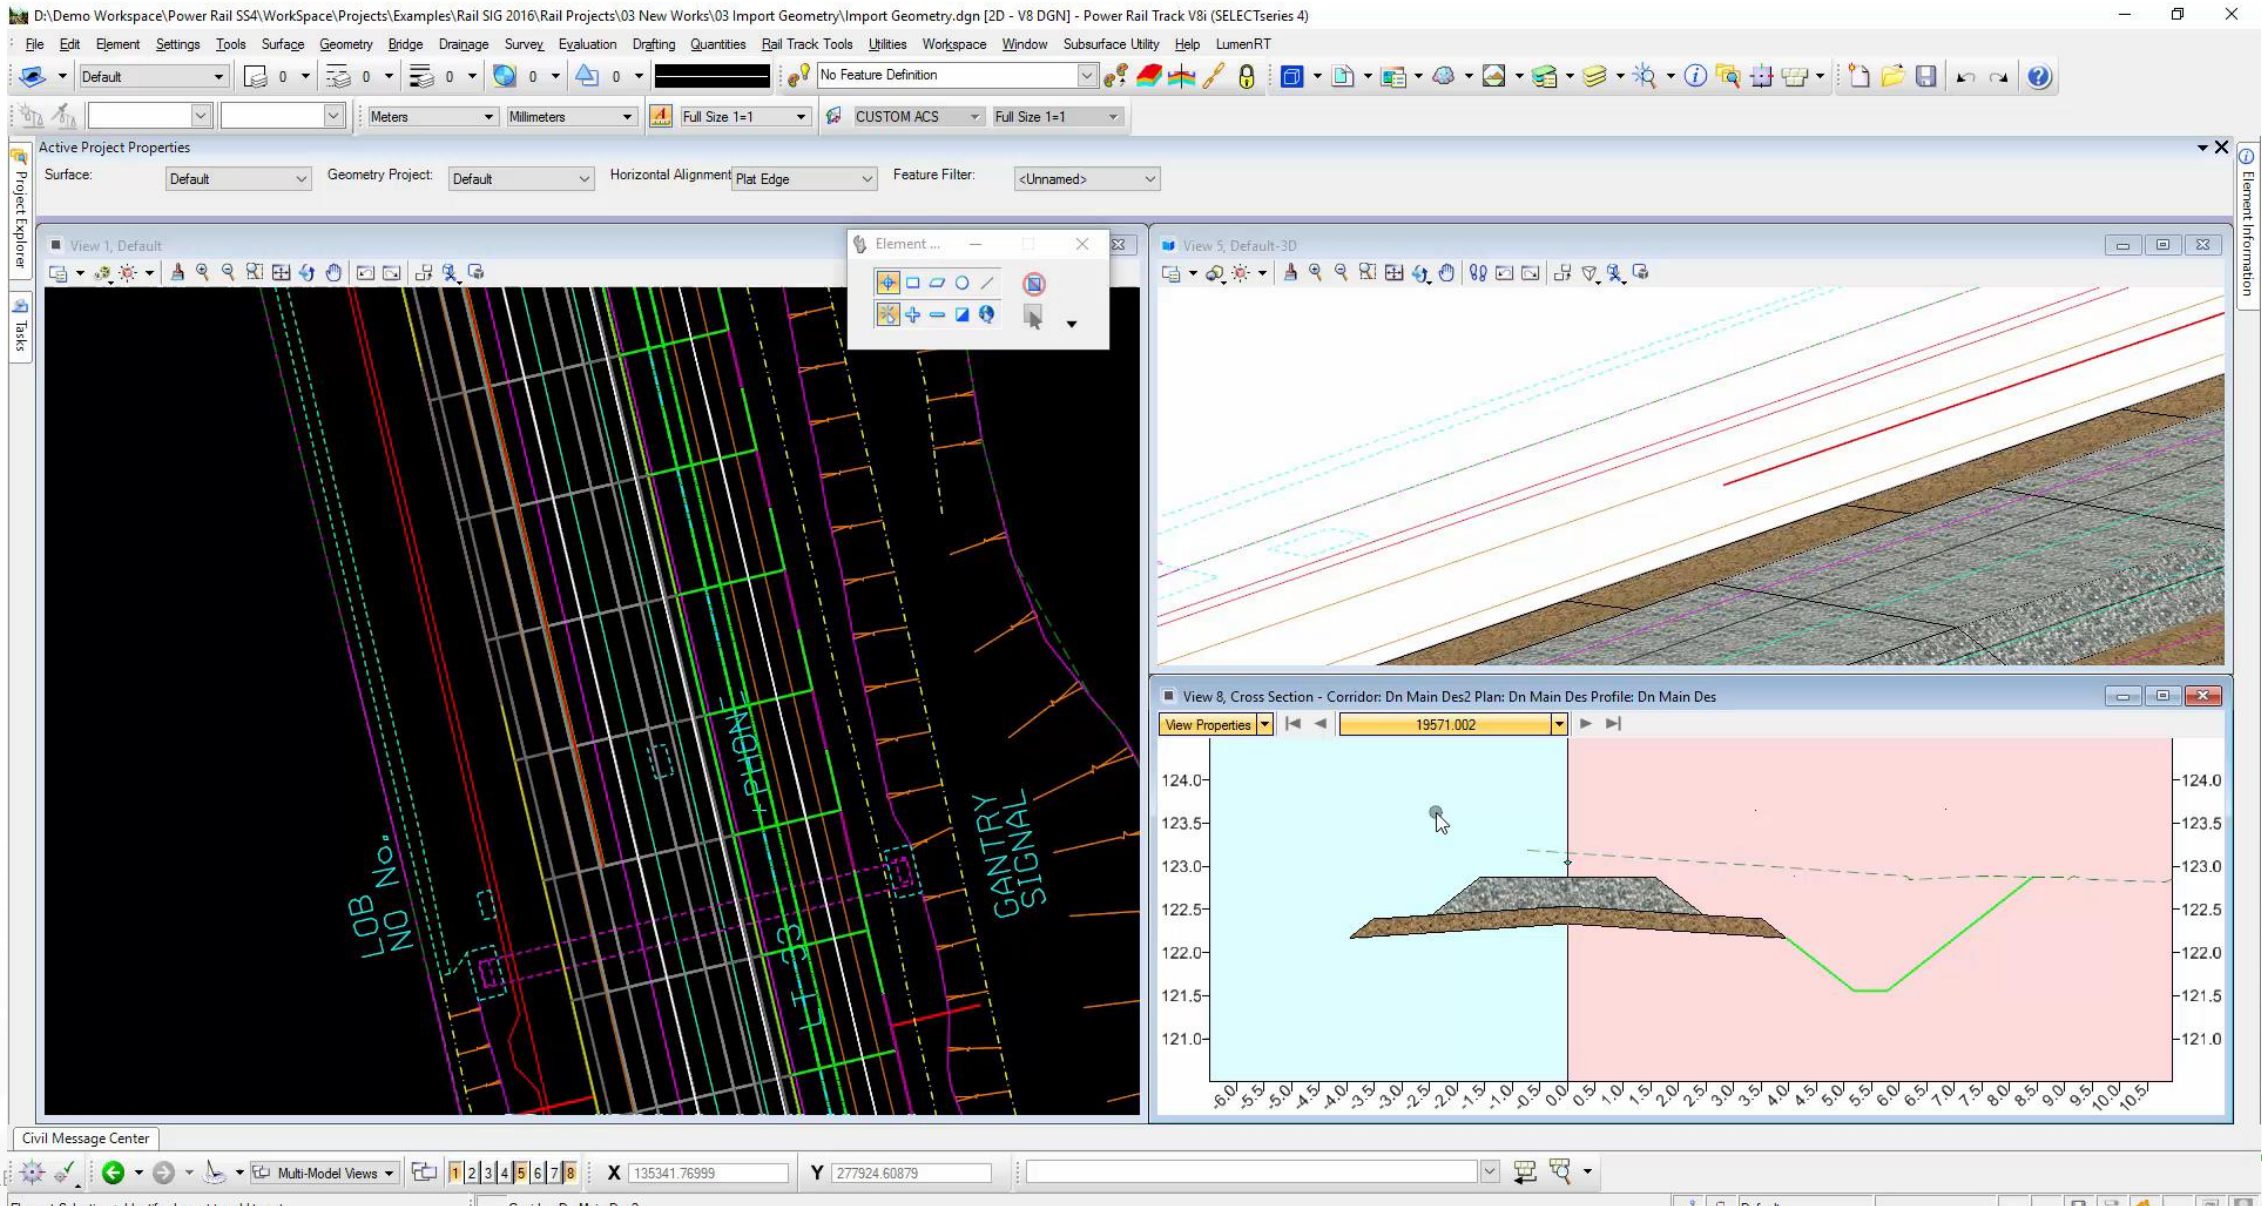 D:\Demo Workspace\Power Rail SS4\WorkSpace\Projects\Examples\Rail SIG 2016\Rail Projects\03 New Works\03 Import Geometry\Import Geometry.dgn [2D - V8 DGN] - Power Rail Track V8i (SELECTseries 4)
File Edit Element Settings Tools Surface Geometry Bridge Drainage Survey Evaluation Drafting Quantities Rail Track Tools Utilities Workspace Window Subsurface Utility Help LumenRT
Default 0 0 0 0 0 No Feature Definition
Meters Millimeters Full Size 1=1 CUSTOM ACS Full Size 1=1
Active Project Properties
Surface: Default Geometry Project: Default Horizontal Alignment Plat Edge Feature Filter: <Unnamed>
Project Explorer
Tasks
Element Information
View 1, Default
Element ...
View 5, Default-3D
LOB No.
NO
PHON
LT 33
GANTRY
SIGNAL
View 8, Cross Section - Corridor: Dn Main Des2 Plan: Dn Main Des Profile: Dn Main Des
View Properties 19571.002
124.0 124.0
123.5 123.5
123.0 123.0
122.5 122.5
122.0 122.0
121.5 121.5
121.0 121.0
-6.0 -5.5 -5.0 -4.5 -4.0 -3.5 -3.0 -2.5 -2.0 -1.5 -1.0 -0.5 0.0 0.5 1.0 1.5 2.0 2.5 3.0 3.5 4.0 4.5 5.0 5.5 6.0 6.5 7.0 7.5 8.0 8.5 9.0 9.5 10.0 10.5
Civil Message Center
Multi-Model Views 1 2 3 4 5 6 7 8 X 135341.76999 Y 277924.60879